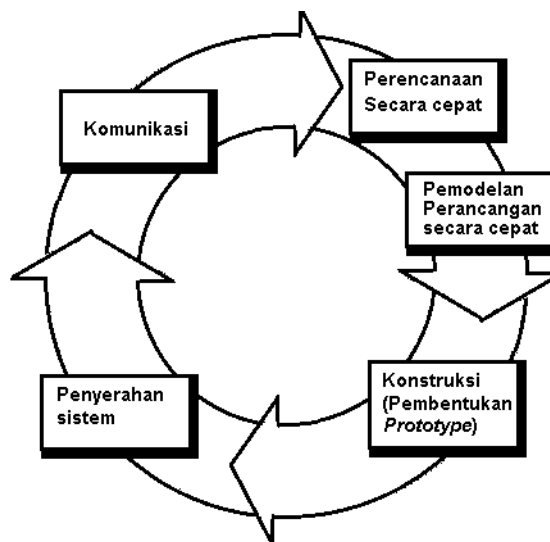 Perencanaan
Secara cepat
Komunikasi
Pemodelan
Perancangan
secara cepat
Konstruksi
(Pembentukan
Prototype)
Penyerahan
sistem